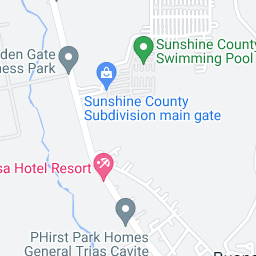 Sunshine County
Swimming Pool
den Gate
ness Park
Sunshine County
Subdivision main gate
sa Hotel Resort
PHirst Park Homes
General Trias Cavite